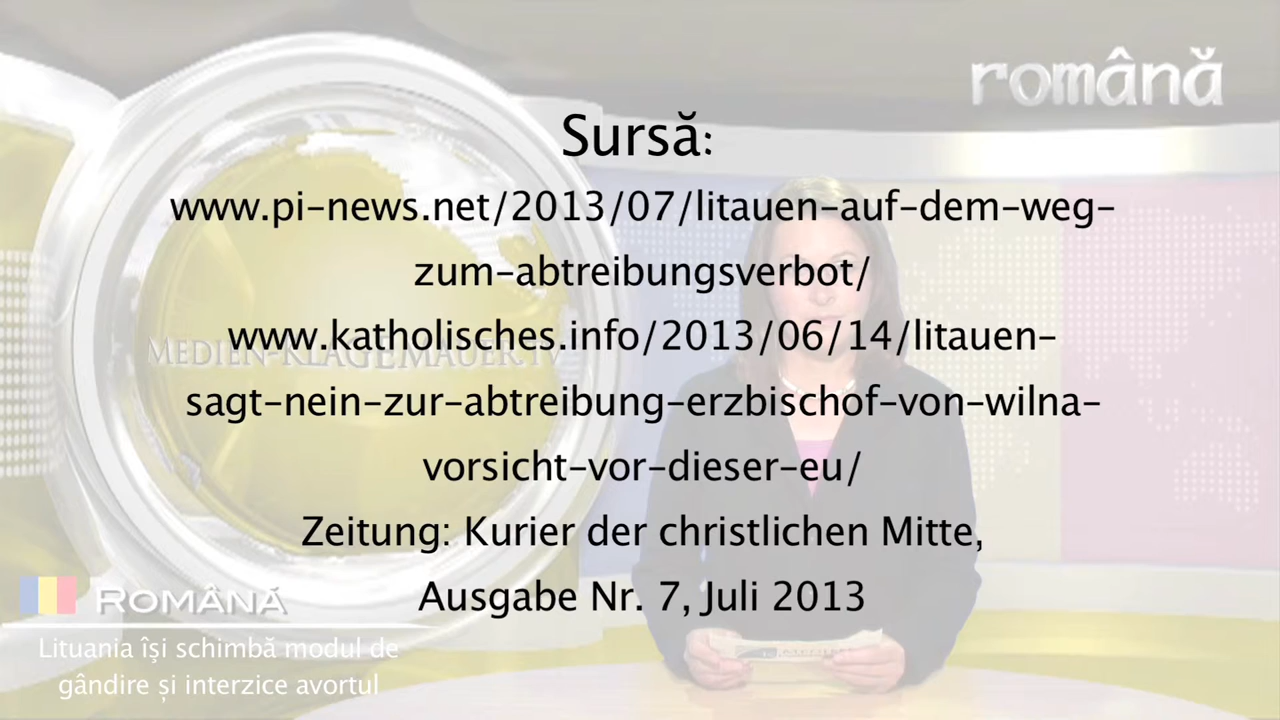 română
Sursă:
www.pi-news.net/2013/07/litauen-auf-dem-weg-
zum-abtreibungsverbot/
www.katholisches.info/2013/06/14/litauen-
MEDIEN-KLAGEMAUER.TV
sagt-nein-zur-abtreibung-erzbischof-von-wilna-
vorsicht-vor-dieser-eu/
Zeitung: Kurier der christlichen Mitte,
Ausgabe Nr. 7, Juli 2013
ROMÂNĂ
Lituania îşi schimbă modul de
gândire și interzice avortul